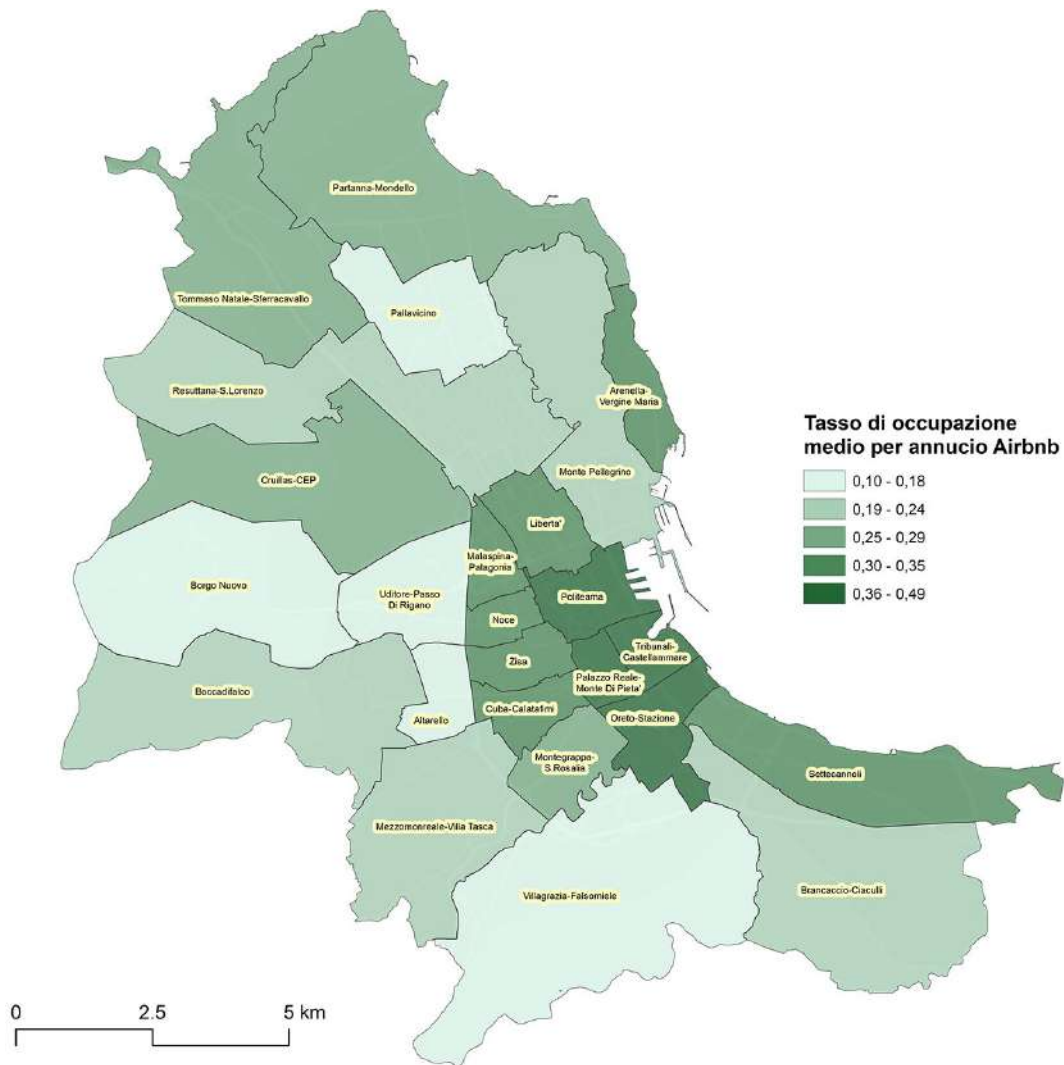 Partanna-Mondello
Tommaso Natale-Sferracavallo
Pallavicino
Resuttana-S.Lorenzo
Arenella-
Vergine Maria
Cruillas-CEP
Monte Pellegrino
Liberta'
Malaspina-
Palagonia
Borgo Nuovo
Uditore-Passo
Di Rigano
Politeama
Noce
Tribunali-
Castellammare
Zisa
Palazzo Reale-
Monte Di Pieta'
Boccadifalco
Altarello
Cuba-Calatafimi
Oreto-Stazione
Montegrappa-
S.Rosalia
Settecannoli
Mezzomonreale-Villa Tasca
Villagrazia-Falsomiele
Brancaccio-Ciaculli
Tasso di occupazione
medio per annucio Airbnb
0,10 - 0,18
0,19 - 0,24
0,25 - 0,29
0,30 - 0,35
0,36 - 0,49
0 2.5 5 km